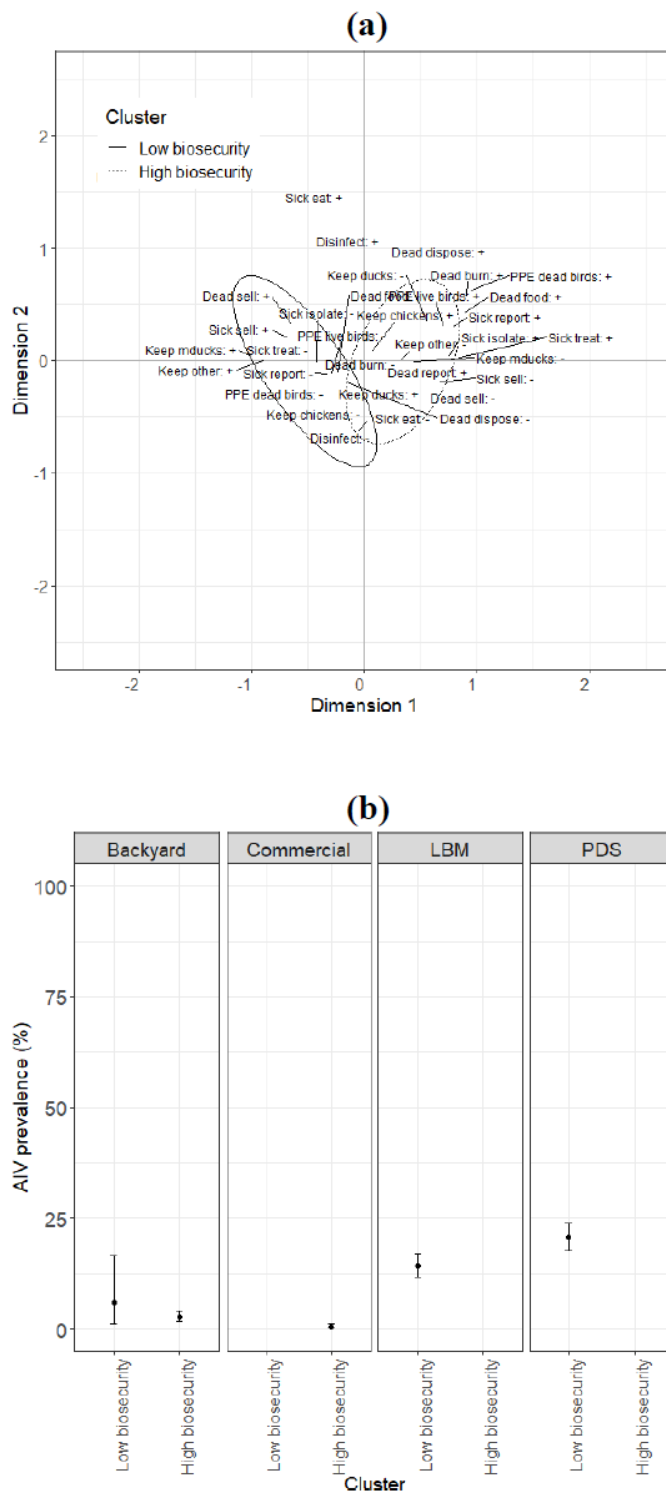 (a)
Cluster
Low biosecurity
High biosecurity
Sick eat: +
Disinfect: +
Dead dispose: +
Keep ducks: -
Dead burn: +
PPE dead birds: +
Dead sell: +
Dead food: -
PPE live birds: +
Dead food: +
Sick isolate: -
Keep chickens: +
Sick report: +
Sick sell: +
PPE live birds: -
Sick isolate: +
Sick treat: +
Keep mducks: +
Sick treat: -
Keep other: -
Keep mducks: -
Keep other: +
Sick report: -
Dead burn: -
Dead report: +
Sick sell: -
PPE dead birds: -
Keep ducks: +
Dead sell: -
Keep chickens: -
Sick eat: -
Dead dispose: -
Disinfect: -
2
1
0
-1
-2
Dimension 2
-2 -1 0 1 2
Dimension 1
(b)
Backyard Commercial LBM PDS
100
75
50
25
0
AIV prevalence (%)
Low biosecurity
High biosecurity
Low biosecurity
High biosecurity
Low biosecurity
High biosecurity
Low biosecurity
High biosecurity
Cluster